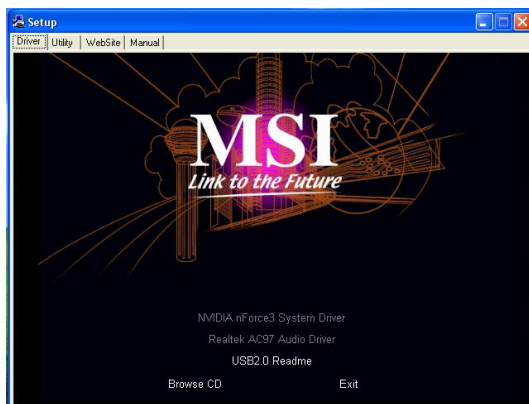 Setup
Driver Utility WebSite Manual
MSI
Link to the Future
NVIDIA nForce3 System Driver
Realtek AC97 Audio Driver
USB2.0 Readme
Browse CD Exit